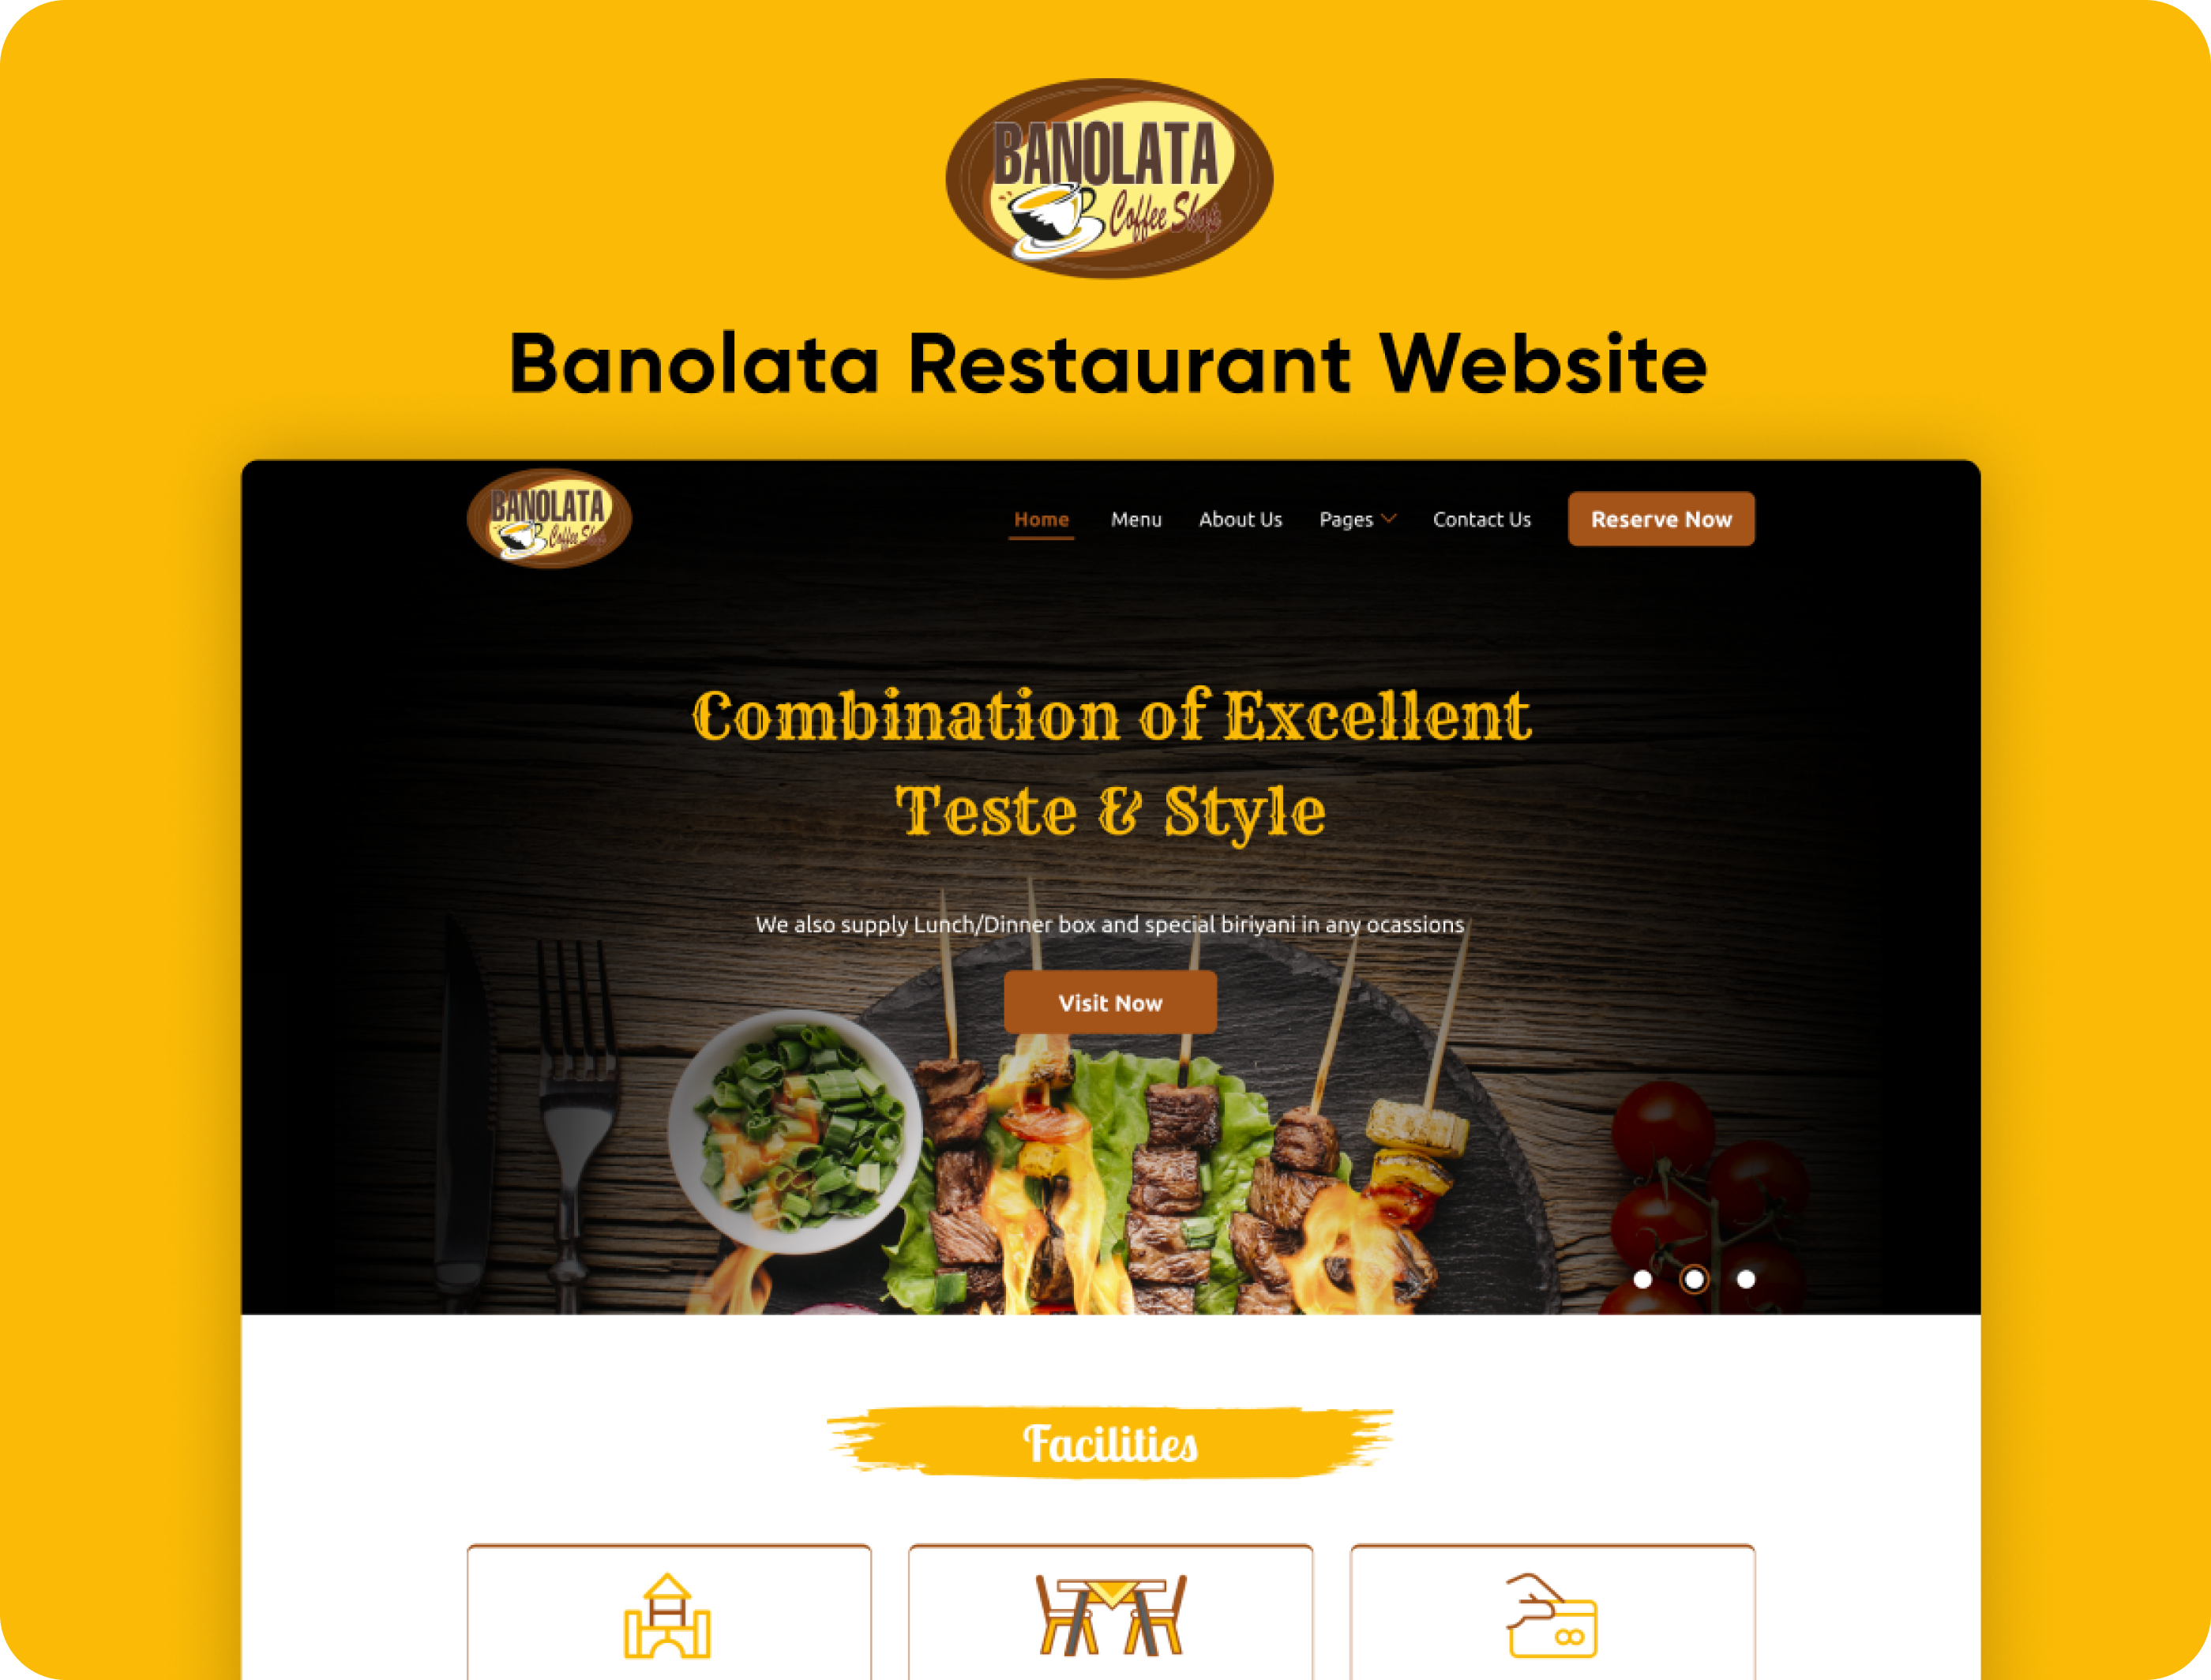 BANOLATA
Coffee Shop
Banolata Restaurant Website
BANOLATA
Coffee Shop
Home Menu About Us Pages Contact Us Reserve Now
Combination of Excellent
Teste & Style
We also supply Lunch/Dinner box and special biriyani in any ocassions
Visit Now
Facilities